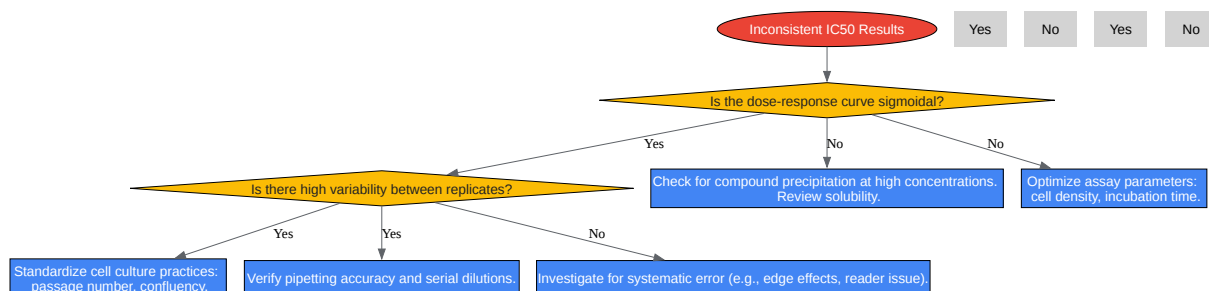 Inconsistent IC50 Results
Yes
No
Yes
No
Is the dose-response curve sigmoidal?
Yes
No
No
Is there high variability between replicates?
Check for compound precipitation at high concentrations.
Review solubility.
Optimize assay parameters:
cell density, incubation time.
Yes
Yes
No
Standardize cell culture practices:
passage number, confluency.
Verify pipetting accuracy and serial dilutions.
Investigate for systematic error (e.g., edge effects, reader issue).